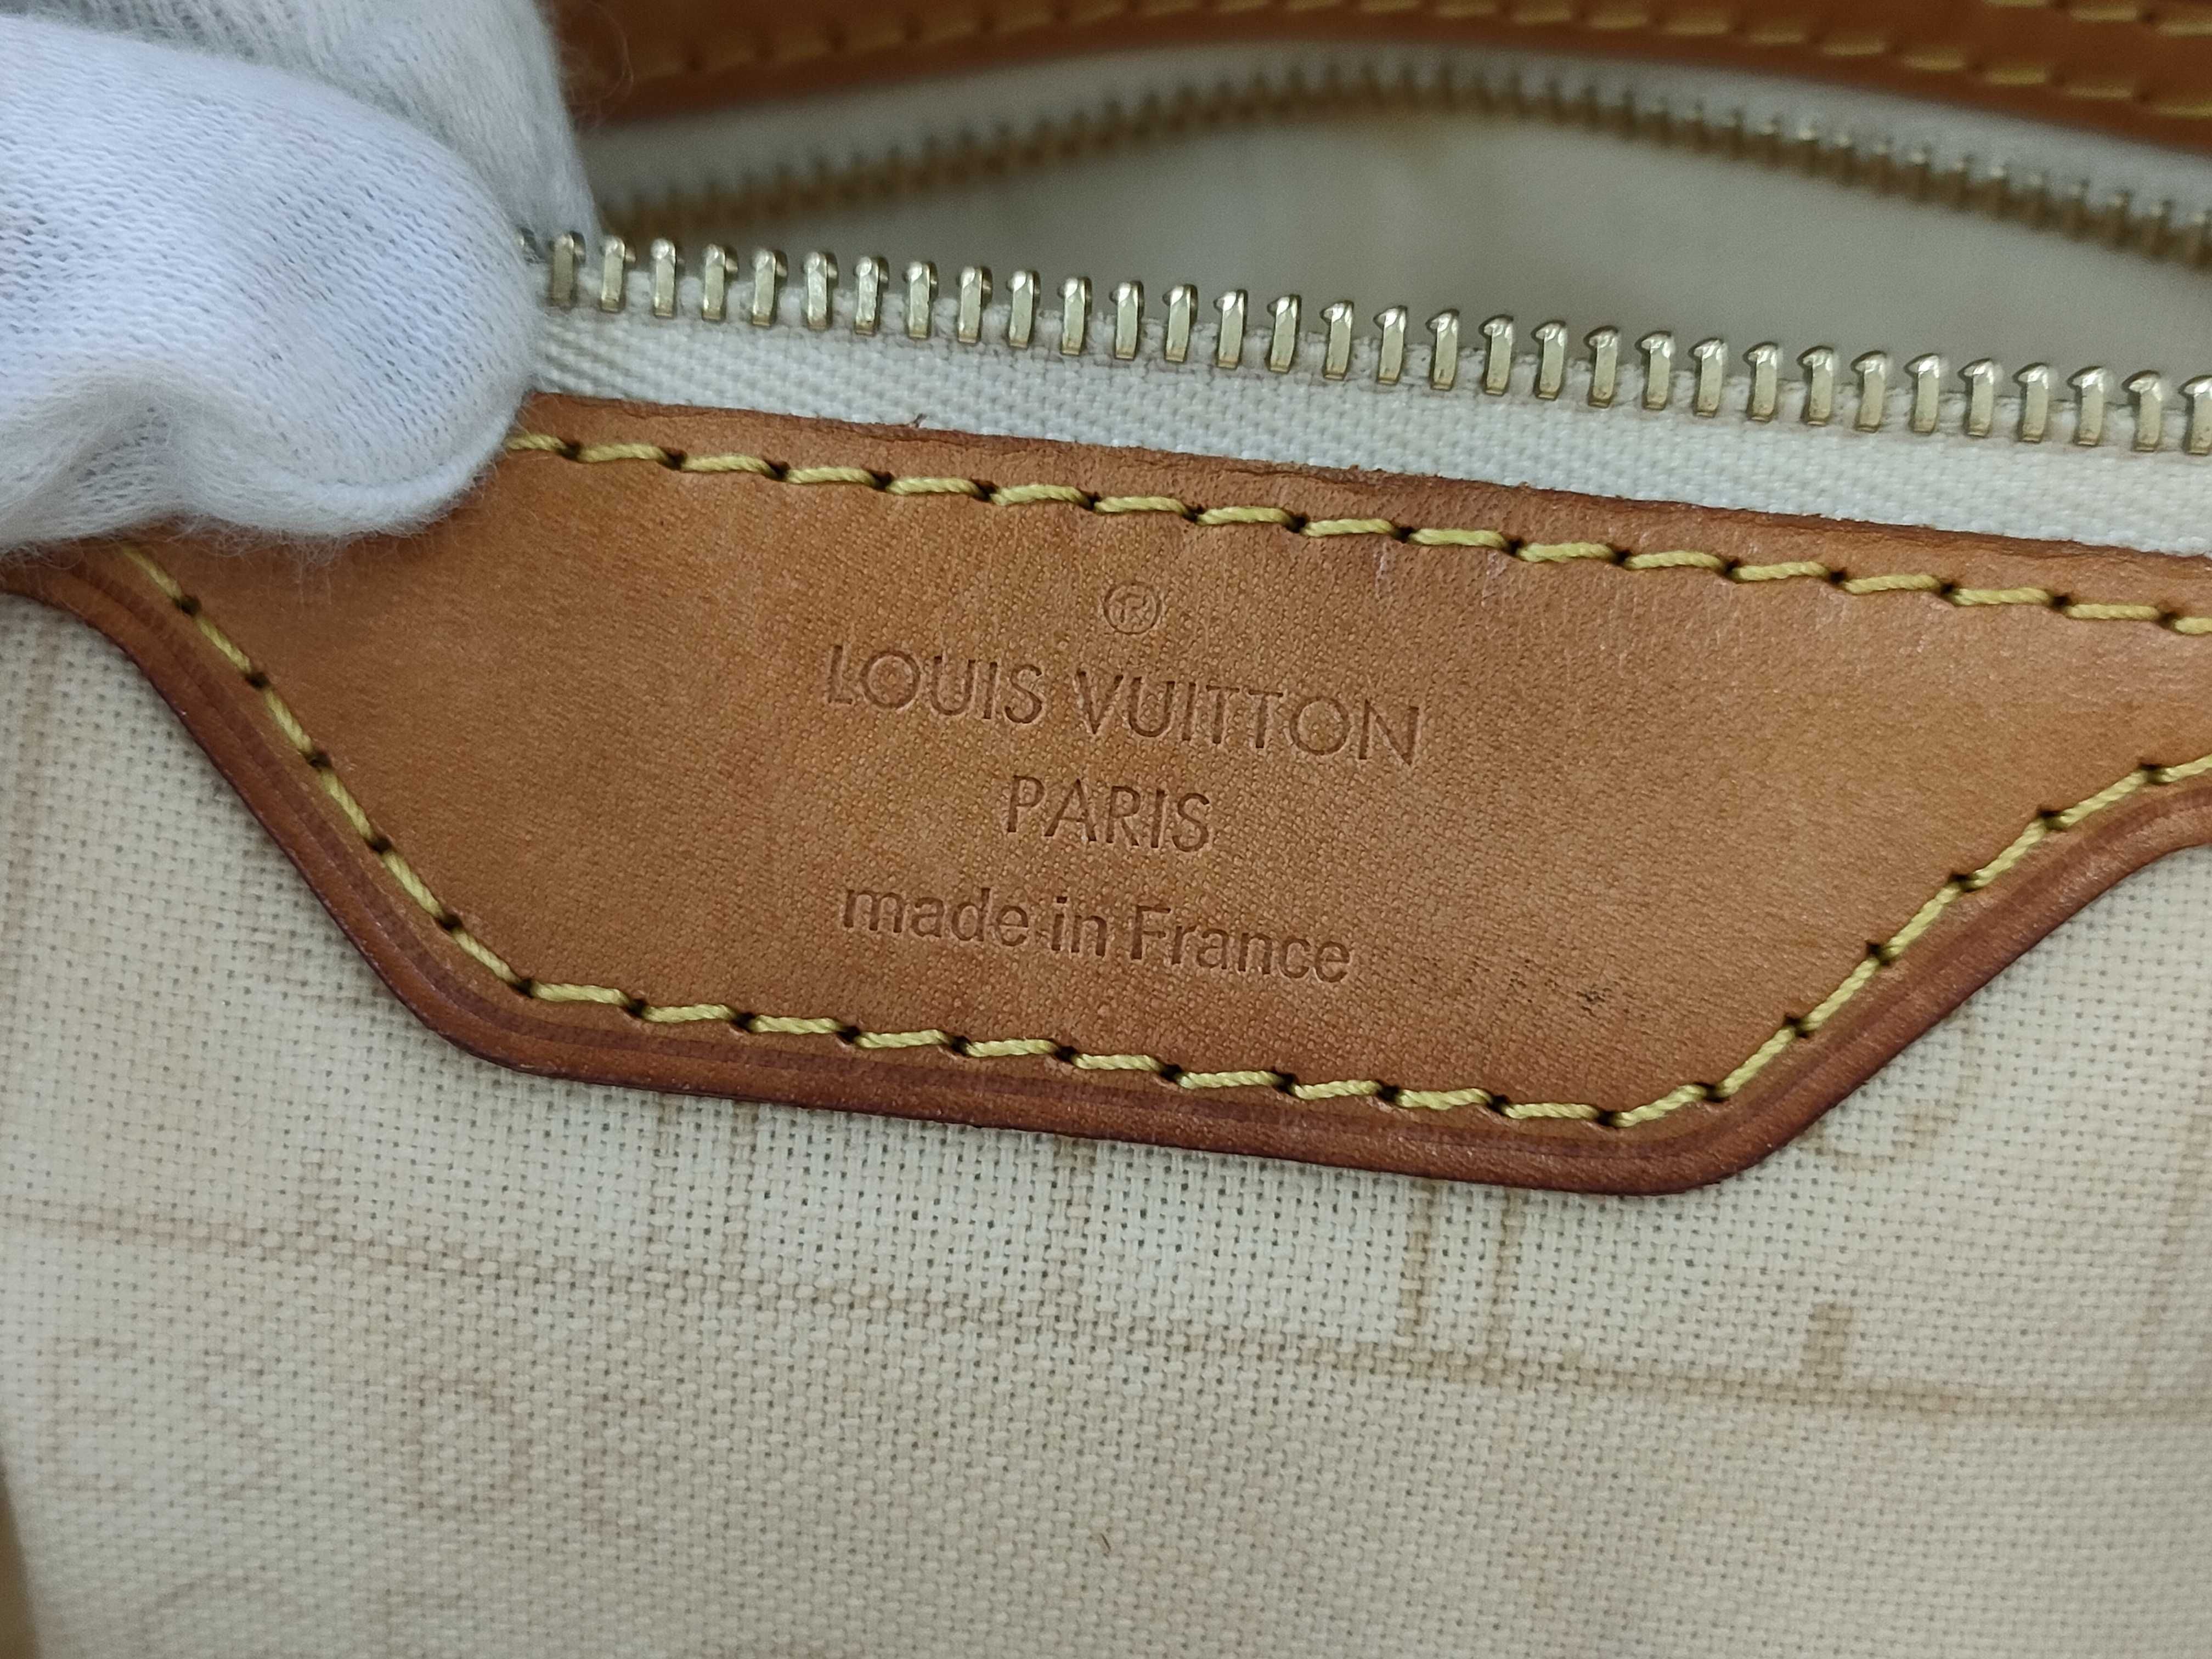 ®
LOUIS VUITTON
PARIS
made in France